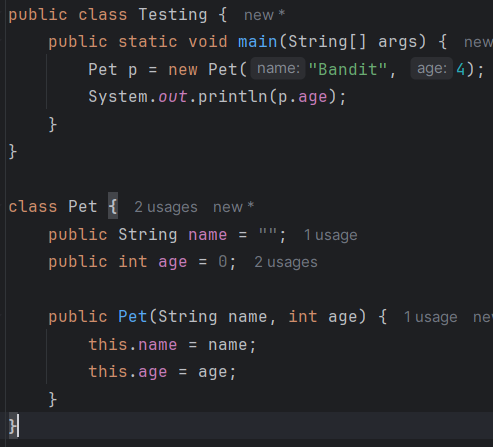 public class Testing {  new *
    public static void main(String[] args) {  new
        Pet p = new Pet( name: "Bandit",  age: 4);
        System.out.println(p.age);
    }
}

class Pet {  2 usages  new *
    public String name = "";  1 usage
    public int age = 0;  2 usages

    public Pet(String name, int age) {  1 usage
        this.name = name;
        this.age = age;
    }
}